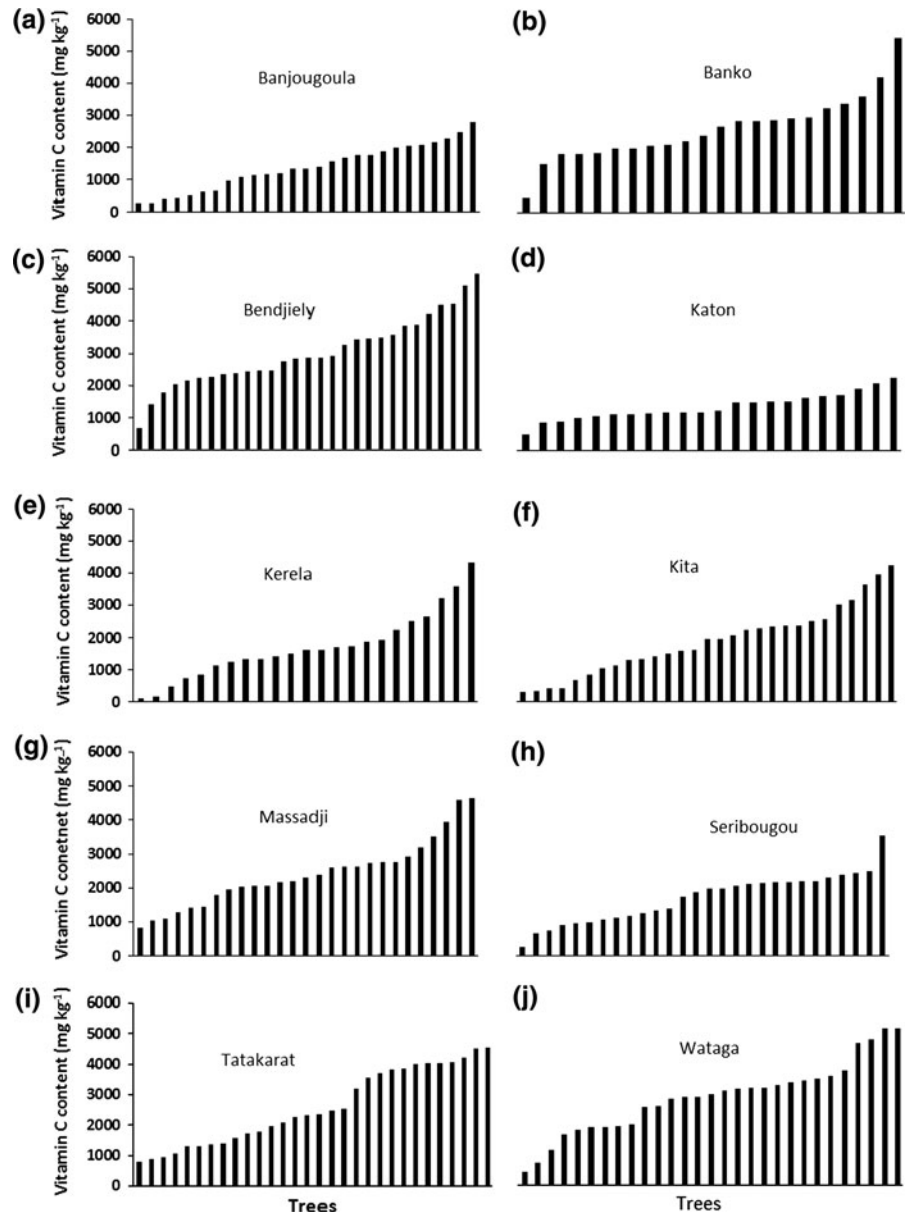 (a)
Vitamin C content (mg kg-1)
6000
5000
4000
3000
2000
1000
0
Banjougoula
(b)
Banko
(c)
Vitamin C content (mg kg-1)
6000
5000
4000
3000
2000
1000
0
Bendjiely
(d)
Katon
(e)
Vitamin C content (mg kg-1)
6000
5000
4000
3000
2000
1000
0
Kerela
(f)
Kita
(g)
Vitamin C conetnet (mg kg-1)
6000
5000
4000
3000
2000
1000
0
Massadji
(h)
Seribougou
(i)
Vitamin C content (mg kg-1)
6000
5000
4000
3000
2000
1000
0
Tatakarat
Trees
(j)
Wataga
Trees